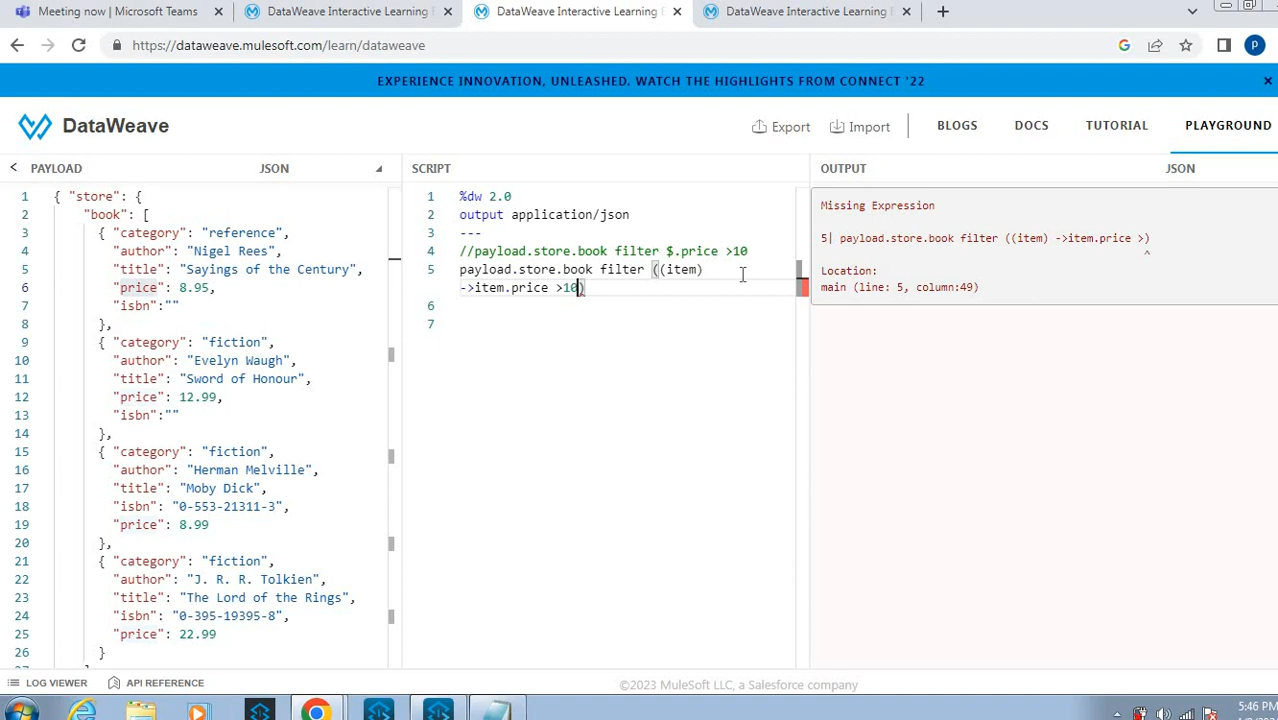 Meeting now | Microsoft Teams
DataWeave Interactive Learning E
DataWeave Interactive Learning E
DataWeave Interactive Learning E
https://dataweave.mulesoft.com/learn/dataweave
P
EXPERIENCE INNOVATION, UNLEASHED. WATCH THE HIGHLIGHTS FROM CONNECT '22
DataWeave
Export
Import
BLOGS
DOCS
TUTORIAL
PLAYGROUND
PAYLOAD
JSON
1 { "store": {
2 "book": [
3 { "category": "reference",
4 "author": "Nigel Rees",
5 "title": "Sayings of the Century",
6 "price": 8.95,
7 "isbn":""
8 },
9 { "category": "fiction",
10 "author": "Evelyn Waugh",
11 "title": "Sword of Honour",
12 "price": 12.99,
13 "isbn":""
14 },
15 { "category": "fiction",
16 "author": "Herman Melville",
17 "title": "Moby Dick",
18 "isbn": "0-553-21311-3",
19 "price": 8.99
20 },
21 { "category": "fiction",
22 "author": "J. R. R. Tolkien",
23 "title": "The Lord of the Rings",
24 "isbn": "0-395-19395-8",
25 "price": 22.99
26 }
SCRIPT
1 %dw 2.0
2 output application/json
3 ---
4 //payload.store.book filter $.price >10
5 payload.store.book filter ((item)
->item.price >10)
6
7
OUTPUT
JSON
Missing Expression
5| payload.store.book filter ((item) ->item.price >)
^
Location:
main (line: 5, column:49)
LOG VIEWER
API REFERENCE
©2023 MuleSoft LLC, a Salesforce company
5:46 PM